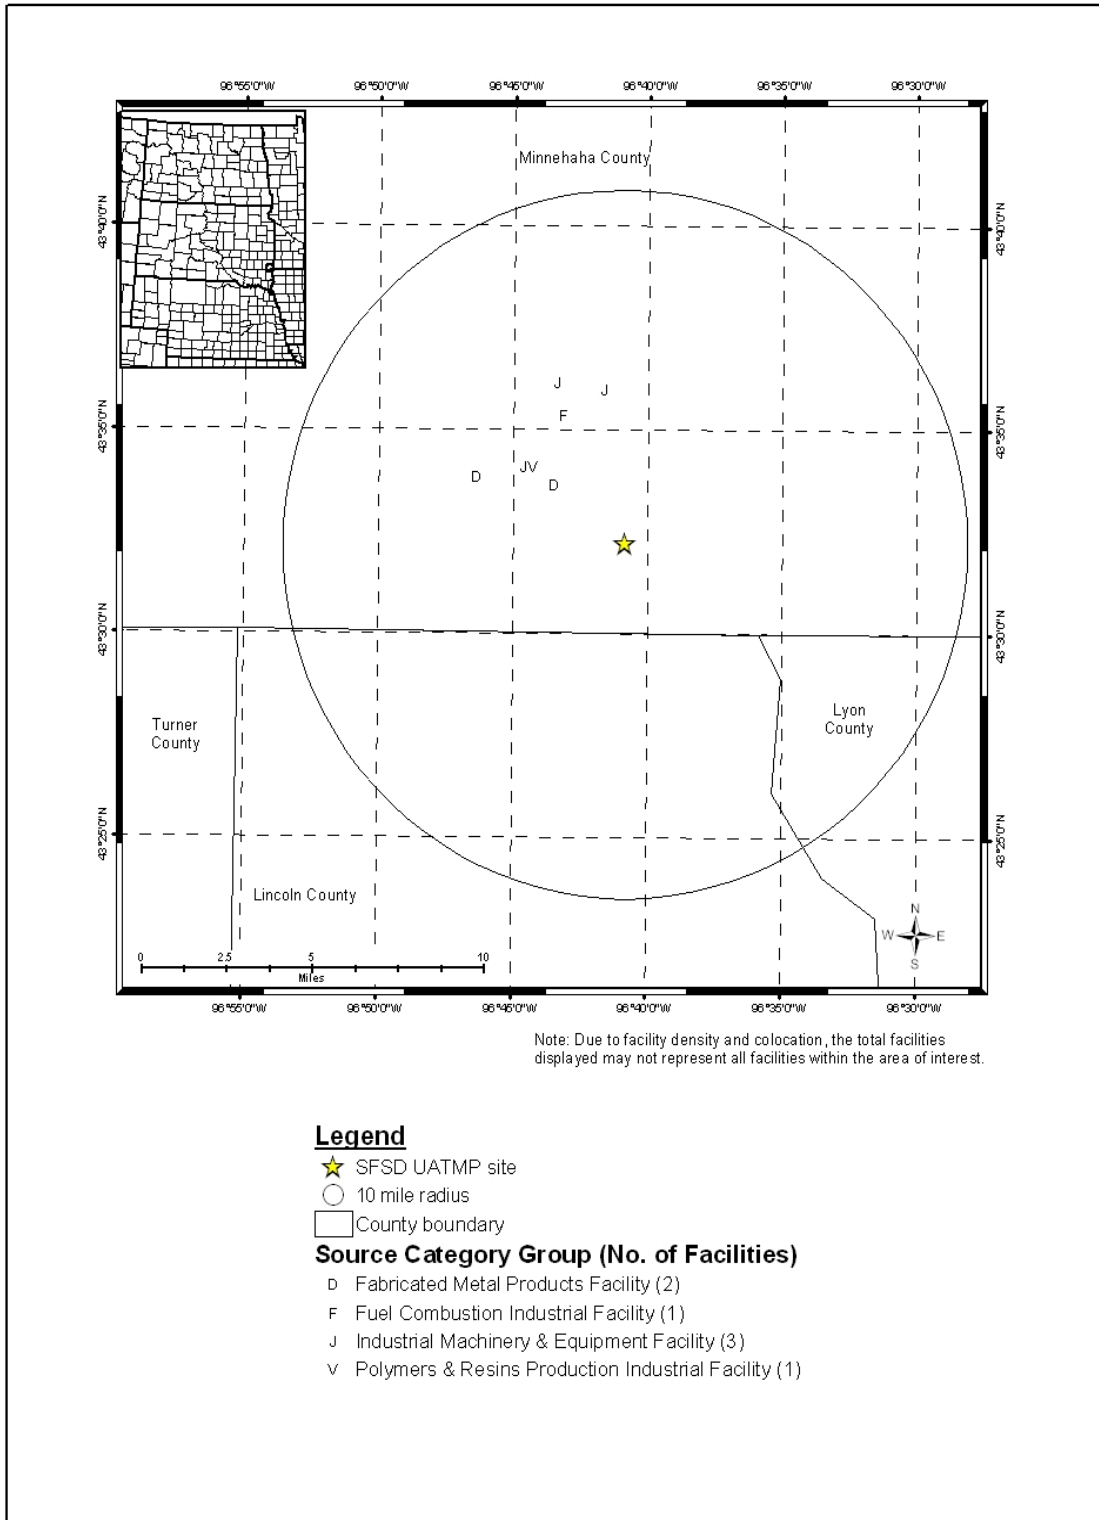 96°55'0"W 96°50'0"W 96°45'0"W 96°40'0"W 96°35'0"W 96°30'0"W
Minnehaha County
43°40'0"N 43°40'0"N
J J
F
43°35'0"N 43°35'0"N
JV
D D
43°30'0"N 43°30'0"N
Turner
County
Lyon
County
43°25'0"N 43°25'0"N
Lincoln County
N
W E
S
0 2.5 5 10
Miles
96°55'0"W 96°50'0"W 96°45'0"W 96°40'0"W 96°35'0"W 96°30'0"W
Note: Due to facility density and colocation, the total facilities
displayed may not represent all facilities within the area of interest.
Legend
SFSD UATMP site
10 mile radius
County boundary
Source Category Group (No. of Facilities)
D Fabricated Metal Products Facility (2)
F Fuel Combustion Industrial Facility (1)
J Industrial Machinery & Equipment Facility (3)
V Polymers & Resins Production Industrial Facility (1)